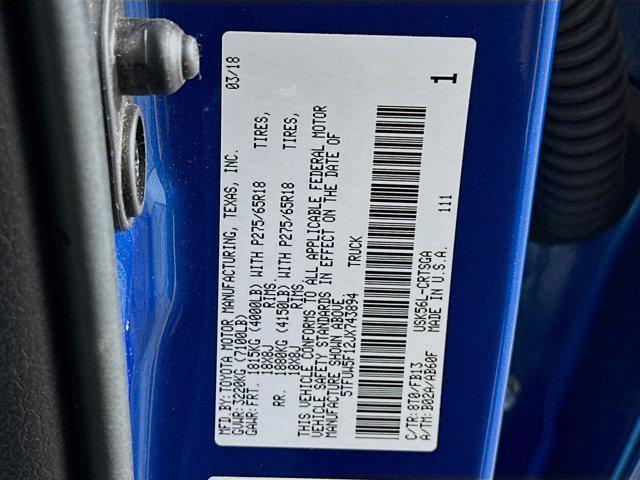 MFD.BY:TOYOTA MOTOR MANUFACTURING, TEXAS, INC. 03/18
GVWR: 3220KG (7100LB)
GAWR:FRT. 1815KG (4000LB) WITH P275/65R18 TIRES,
18X8J RIMS,
RR. 1880KG (4150LB) WITH P275/65R18 TIRES,
18X8J RIMS.
THIS VEHICLE CONFORMS TO ALL APPLICABLE FEDERAL MOTOR
VEHICLE SAFETY STANDARDS IN EFFECT ON THE DATE OF
MANUFACTURE SHOWN ABOVE.
5TFUW5F12JX743894 TRUCK
C/TR:8T0/FB13 USK56L-CRTSGA
A/TM:B02A/AB60F MADE IN U.S.A. 111
1